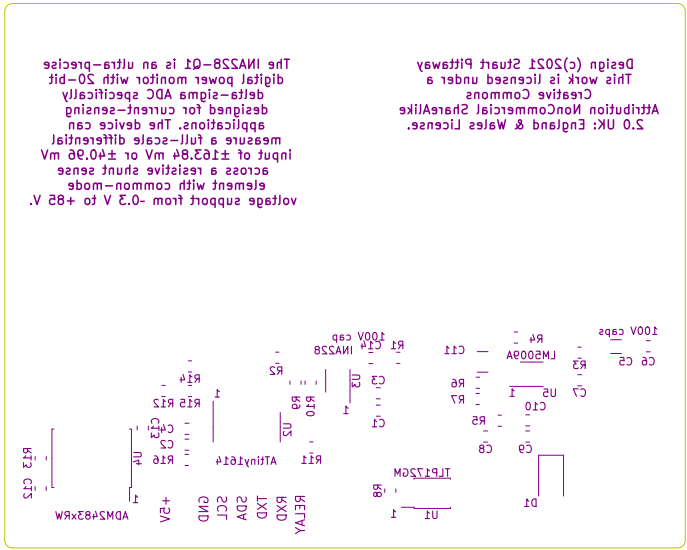 The INA228-Q1 is an ultra-precise
digital power monitor with 20-bit
delta-sigma ADC specifically
designed for current-sensing
applications. The device can
measure a full-scale differential
input of ±163.84 mV or ±40.96 mV
across a resistive shunt sense
element with common-mode
voltage support from -0.3 V to +85 V.
Design (c)2021 Stuart Pittaway
This work is licensed under a
Creative Commons
Attribution NonCommercial ShareAlike
2.0 UK: England & Wales License.
100V cap
INA228
C14
R1
C11
R4
LM5009A
100V caps
R3
C5
C6
R2
R14
R12
R15
1
R9
R10
U3
1
C3
C1
R6
R7
1
U5
C7
C10
R5
C8
C9
C4
C13
C2
R16
U2
ATtiny1614
R11
R13
C12
U4
1
ADM2483xRW
TLP172GM
R8
1
U1
D1
+5V
GND
SCL
SDA
TXD
RXD
RELAY